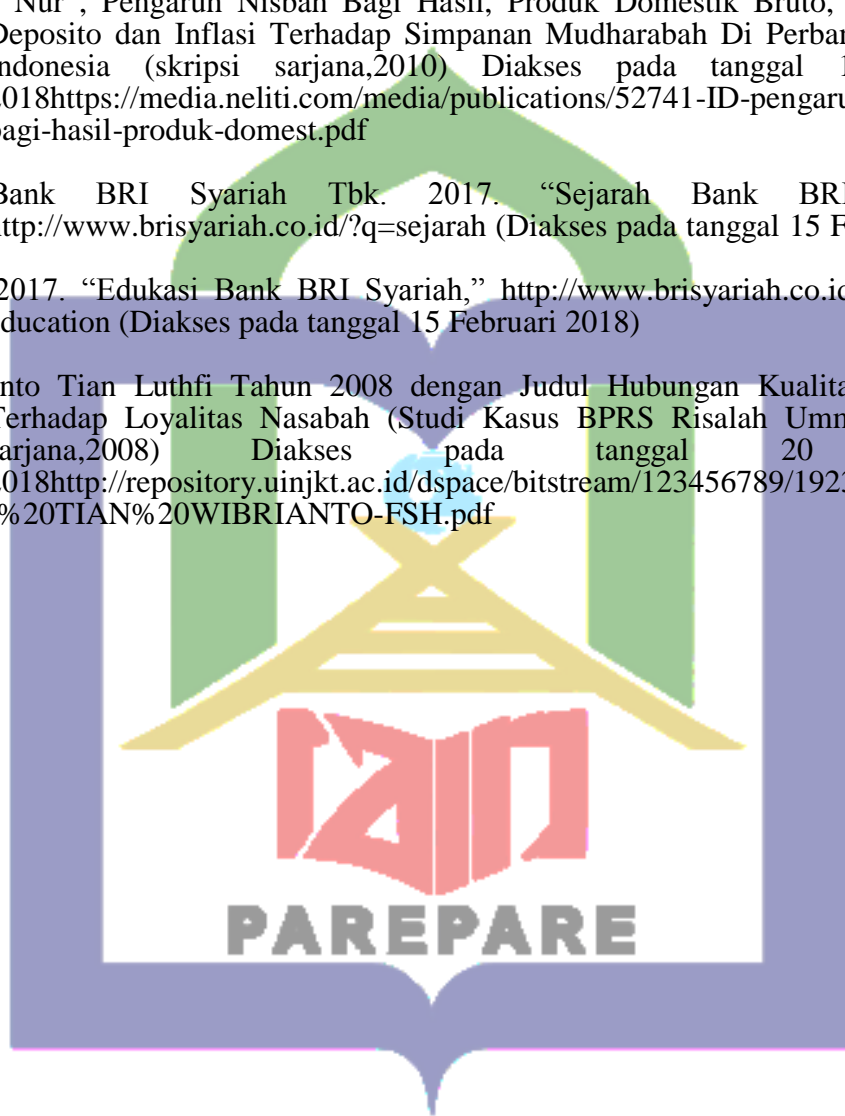 Nur , Pengaruh Nisbah Bagi Hasil, Produk Domestik Bruto,
Deposito dan Inflasi Terhadap Simpanan Mudharabah Di
Indonesia (skripsi sarjana,2010) Diakses pada tanggal
2018https://media.neliti.com/media/publications/52741-ID-pengaru
bagi-hasil-produk-domest.pdf
Bank BRI Syariah Tbk. 2017. “Sejarah Bank BRI
http://www.brisyariah.co.id/?q=sejarah (Diakses pada tanggal 15 F
2017. “Edukasi Bank BRI Syariah,” http://www.brisyariah.co.id
education (Diakses pada tanggal 15 Februari 2018)
nto Tian Luthfi Tahun 2008 dengan Judul Hubungan Kualita
Terhadap Loyalitas Nasabah (Studi Kasus BPRS Risalah Umm
sarjana,2008) Diakses pada tanggal 20
2018http://repository.uinjkt.ac.id/dspace/bitstream/123456789/192
%20TIAN%20WIBRIANTO-FSH.pdf
iain
PAREPARE